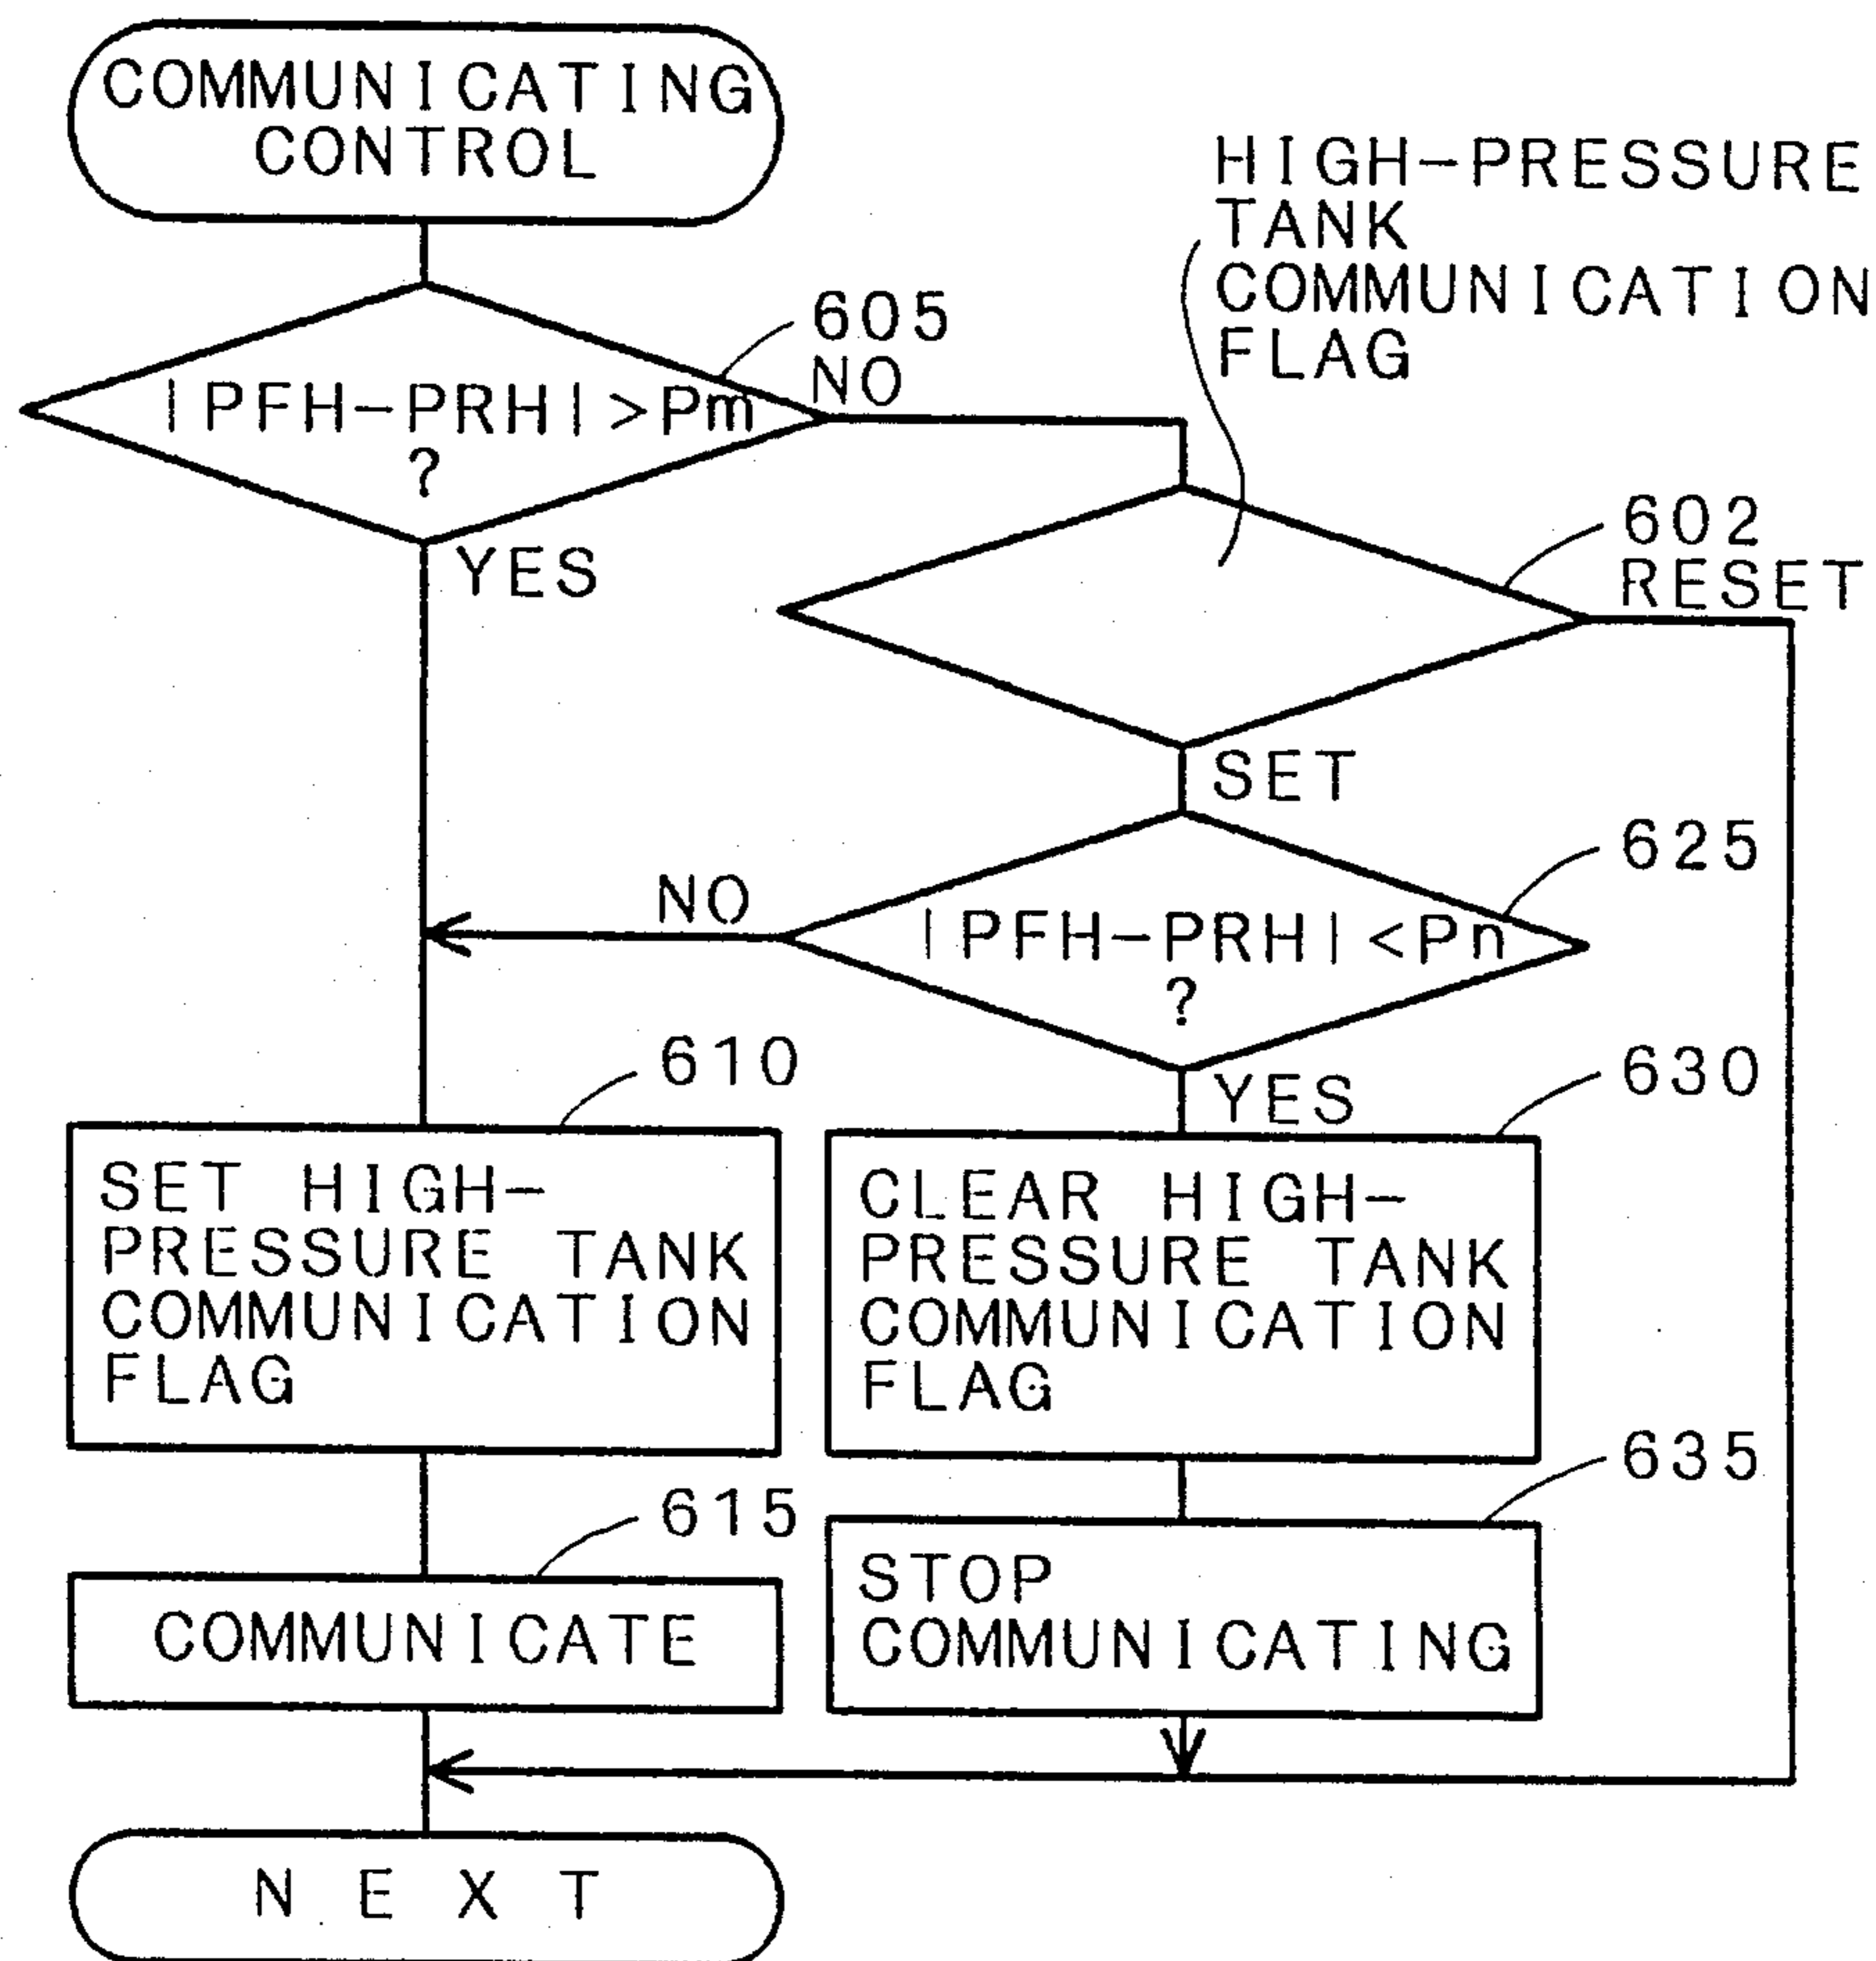 COMMUNICATING
CONTROL
HIGH-PRESSURE
TANK
COMMUNICATION
FLAG
605
NO
|PFH-PRH|>Pm
?
YES
602
RESET
SET
625
NO
|PFH-PRH|<Pn
?
YES
610
630
SET HIGH-
PRESSURE TANK
COMMUNICATION
FLAG
CLEAR HIGH-
PRESSURE TANK
COMMUNICATION
FLAG
615
635
COMMUNICATE
STOP
COMMUNICATING
NEXT